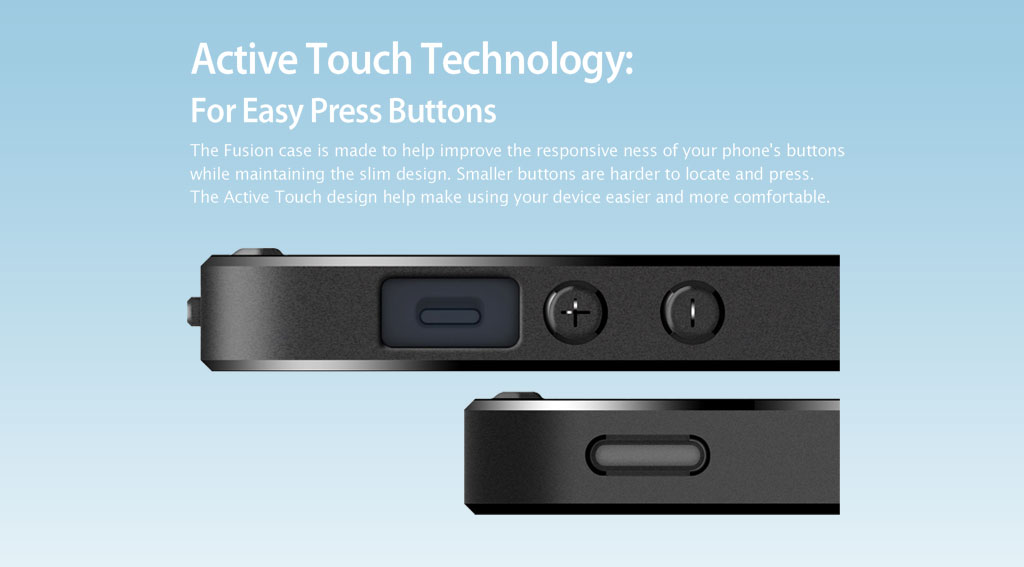 Active Touch Technology:
For Easy Press Buttons
The Fusion case is made to help improve the responsive ness of your phone's buttons
while maintaining the slim design. Smaller buttons are harder to locate and press.
The Active Touch design help make using your device easier and more comfortable.